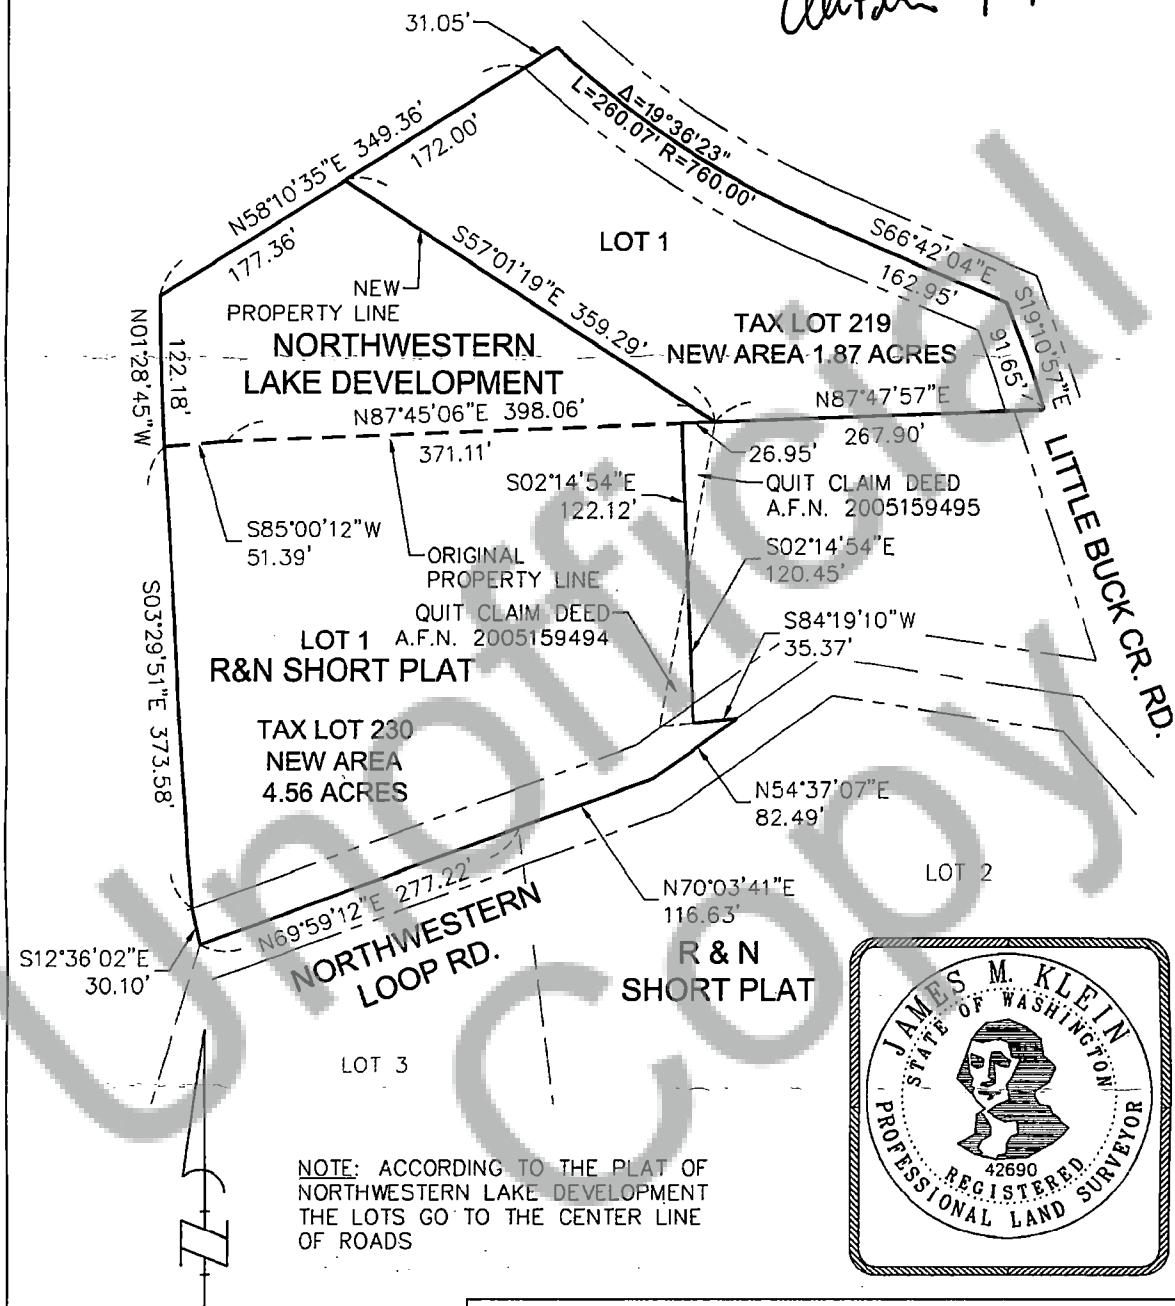 31.05'
Δ=19°36'23"
L=260.07' R=760.00'
N58°10'35"E 349.36'
172.00'
177.36'
S57°01'19"E 359.29'
LOT 1
S66°42'04"E
162.95'
S19°10'57"E
91.65'
NEW
PROPERTY LINE
NORTHWESTERN
LAKE DEVELOPMENT
TAX LOT 219
NEW AREA 1.87 ACRES
N01°28'45"W
122.18'
N87°45'06"E 398.06'
371.11'
N87°47'57"E
267.90'
26.95'
S02°14'54"E
122.12'
QUIT CLAIM DEED
A.F.N. 2005159495
S85°00'12"W
51.39'
ORIGINAL
PROPERTY LINE
S02°14'54"E
120.45'
LITTLE BUCK CR. RD.
QUIT CLAIM DEED
A.F.N. 2005159494
S84°19'10"W
35.37'
LOT 1
R&N SHORT PLAT
S03°29'51"E 373.58'
TAX LOT 230
NEW AREA
4.56 ACRES
N54°37'07"E
82.49'
LOT 2
N70°03'41"E
116.63'
N69°59'12"E 277.22'
NORTHWESTERN
LOOP RD.
S12°36'02"E
30.10'
R & N
SHORT PLAT
LOT 3
JAMES M. KLEIN
STATE OF WASHINGTON
42690
REGISTERED
PROFESSIONAL LAND SURVEYOR
NOTE: ACCORDING TO THE PLAT OF
NORTHWESTERN LAKE DEVELOPMENT
THE LOTS GO TO THE CENTER LINE
OF ROADS
N
Unofficial
Copy